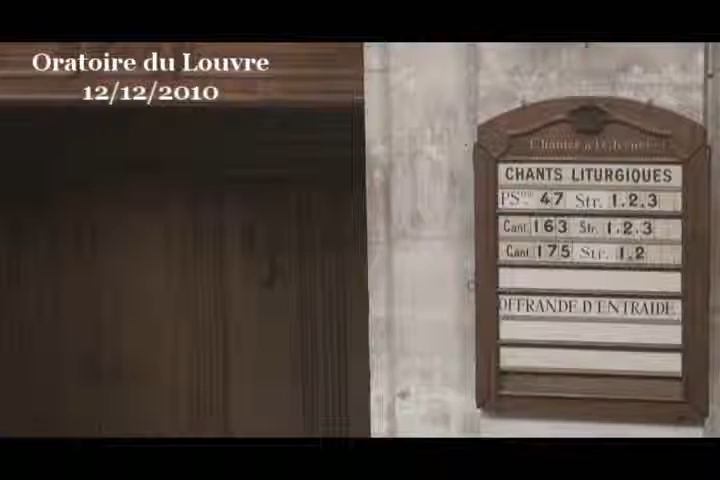 Oratoire du Louvre
12/12/2010
CHANTS LITURGIQUES
PS^me 47 Str. 1.2.3
Cant. 163 Str. 1.2.3
Cant. 175 Str. 1.2
OFFRANDE D'ENTRAIDE